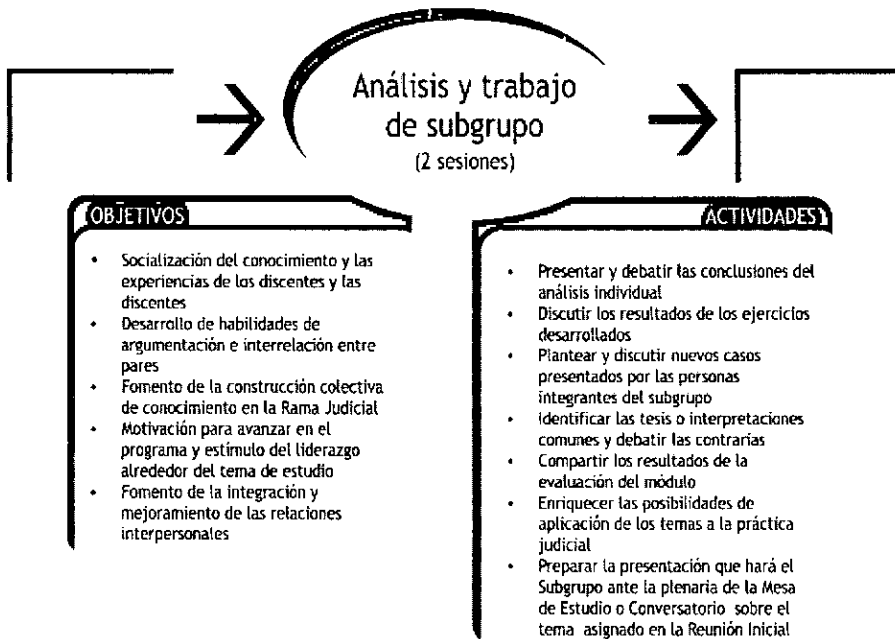 Análisis y trabajo
de subgrupo
(2 sesiones)
OBJETIVOS
• Socialización del conocimiento y las
experiencias de los discentes y las
discentes
• Desarrollo de habilidades de
argumentación e interrelación entre
pares
• Fomento de la construcción colectiva
de conocimiento en la Rama Judicial
• Motivación para avanzar en el
programa y estímulo del liderazgo
alrededor del tema de estudio
• Fomento de la integración y
mejoramiento de las relaciones
interpersonales
ACTIVIDADES
• Presentar y debatir las conclusiones del
análisis individual
• Discutir los resultados de los ejercicios
desarrollados
• Plantear y discutir nuevos casos
presentados por las personas
integrantes del subgrupo
• Identificar las tesis o interpretaciones
comunes y debatir las contrarias
• Compartir los resultados de la
evaluación del módulo
• Enriquecer las posibilidades de
aplicación de los temas a la práctica
judicial
• Preparar la presentación que hará el
Subgrupo ante la plenaria de la Mesa
de Estudio o Conversatorio sobre el
tema asignado en la Reunión Inicial